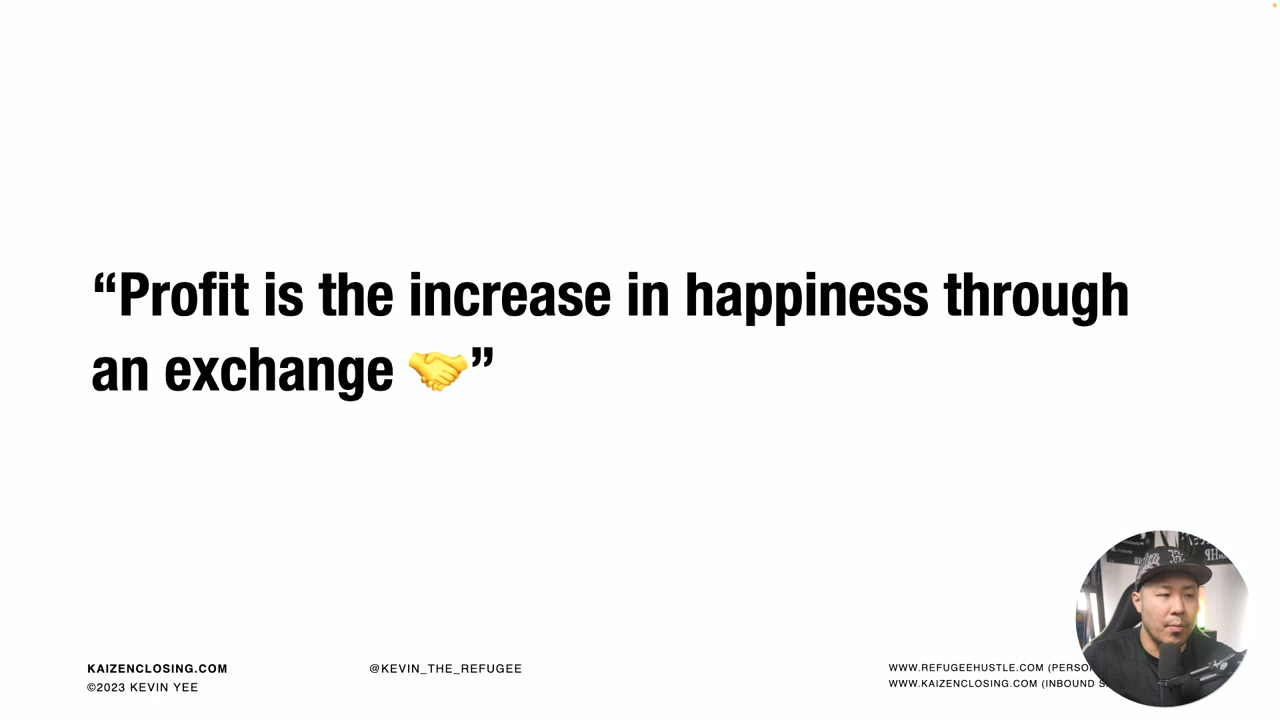 “Profit is the increase in happiness through
an exchange 🤝”
KAIZENCLOSING.COM
©2023 KEVIN YEE
@KEVIN_THE_REFUGEE
WWW.REFUGEEHUSTLE.COM
WWW.KAIZENCLOSING.COM (INBOUND